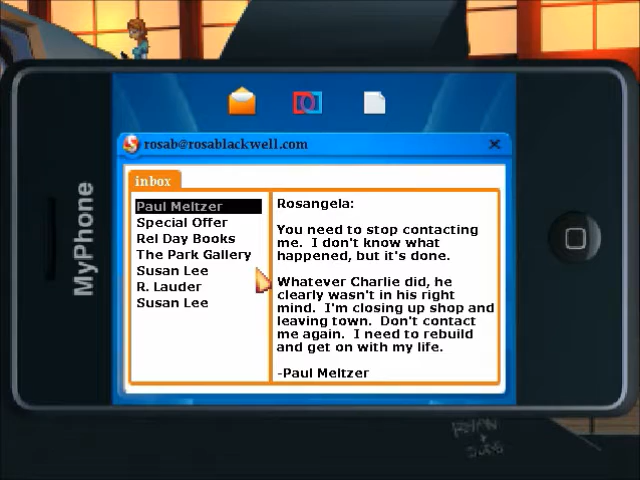 rosab@rosablackwell.com
inbox
Paul Meltzer
Special Offer
Rel Day Books
The Park Gallery
Susan Lee
R. Lauder
Susan Lee
Rosangela:
You need to stop contacting
me.  I don't know what
happened, but it's done.
Whatever Charlie did, he
clearly wasn't in his right
mind.  I'm closing up shop and
leaving town.  Don't contact
me again.  I need to rebuild
and get on with my life.
-Paul Meltzer
MyPhone
RYAN
+